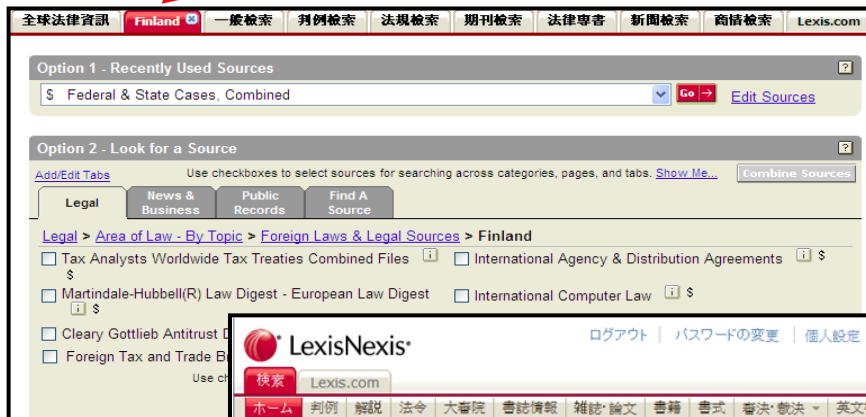 全球法律資訊 Finland 一般檢索 判例檢索 法規檢索 期刊檢索 法律專書 新聞檢索 商情檢索 Lexis.com
Option 1 - Recently Used Sources ?
$ Federal & State Cases, Combined Go → Edit Sources
Option 2 - Look for a Source ?
Add/Edit Tabs Use checkboxes to select sources for searching across categories, pages, and tabs. Show Me... Combine Sources
Legal News & Business Public Records Find A Source
Legal > Area of Law - By Topic > Foreign Laws & Legal Sources > Finland
Tax Analysts Worldwide Tax Treaties Combined Files i $ International Agency & Distribution Agreements i $
Martindale-Hubbell(R) Law Digest - European Law Digest i $ International Computer Law i $
Cleary Gottlieb Antitrust
Foreign Tax and Trade
Use
LexisNexis® ログアウト | パスワードの変更 | 個人設定
検索 Lexis.com
ホーム 判例 解説 法令 大審院 書誌情報 雑誌・論文 書籍 書式 審決・裁決 英文